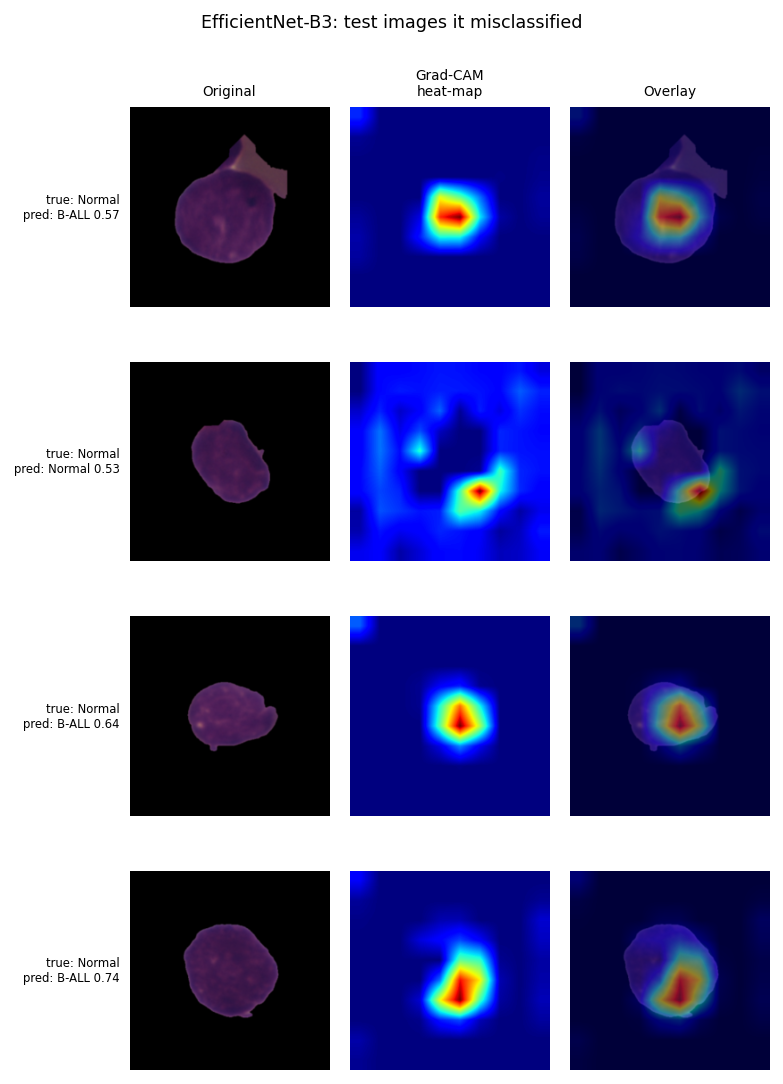 EfficientNet-B3: test images it misclassified
Original
Grad-CAM
heat-map
Overlay
true: Normal
pred: B-ALL 0.57
true: Normal
pred: Normal 0.53
true: Normal
pred: B-ALL 0.64
true: Normal
pred: B-ALL 0.74